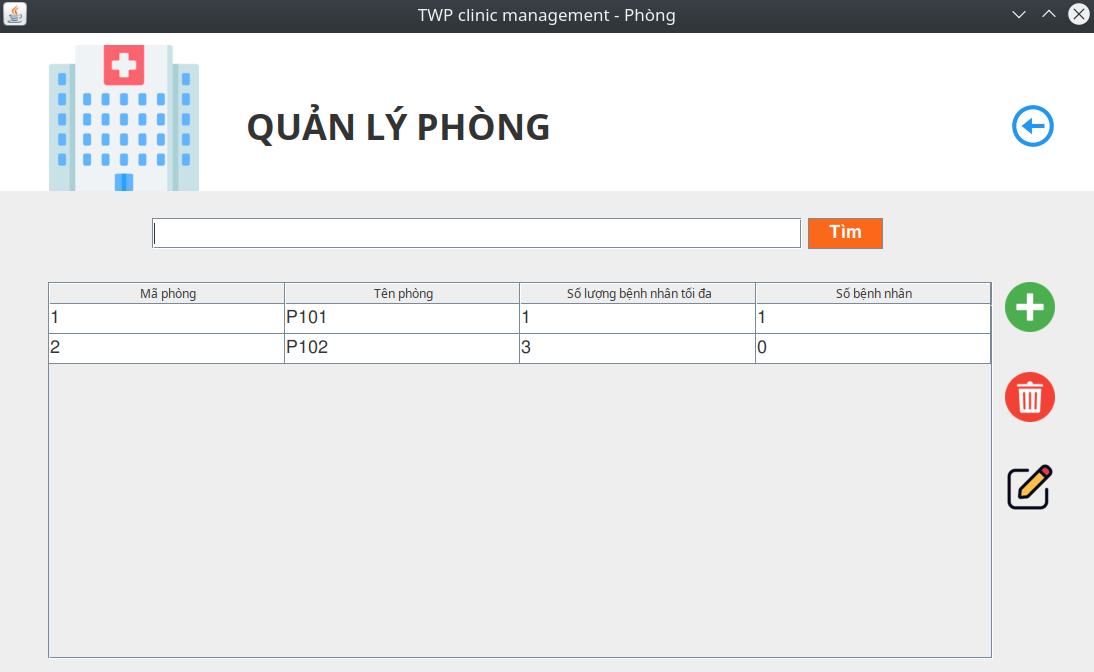 TWP clinic management - Phòng
QUẢN LÝ PHÒNG
Tìm
Mã phòng Tên phòng Số lượng bệnh nhân tối đa Số bệnh nhân
1 P101 1 1
2 P102 3 0